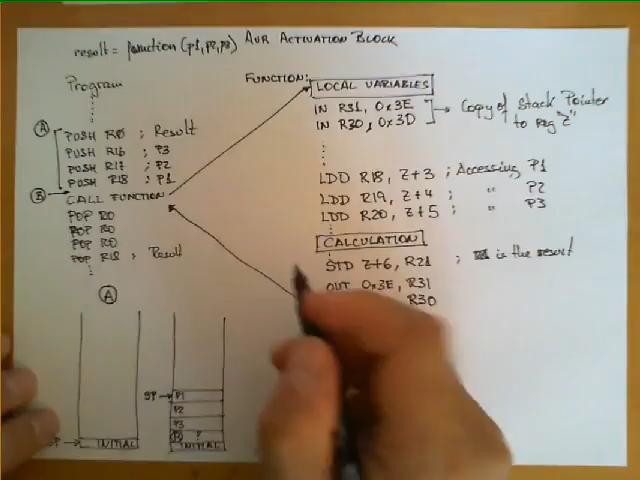 result = function (p1, p2, p3) AVR ACTIVATION BLOCK
Program
A
PUSH R0 ; Result
PUSH R16 ; P3
PUSH R17 ; P2
PUSH R18 ; P1
B
CALL FUNCTION
POP R0
POP R0
POP R0
POP R18 ; Result
FUNCTION:
LOCAL VARIABLES
IN R31, 0x3E
IN R30, 0x3D
Copy of Stack Pointer
to Reg "Z"
LDD R18, Z+3 ; Accessing P1
LDD R19, Z+4 ; " P2
LDD R20, Z+5 ; " P3
CALCULATION
STD Z+6, R21 ; is the result
OUT 0x3E, R31
R30
A
SP
P1
P2
P3
R ?
INITIAL
SP
INITIAL